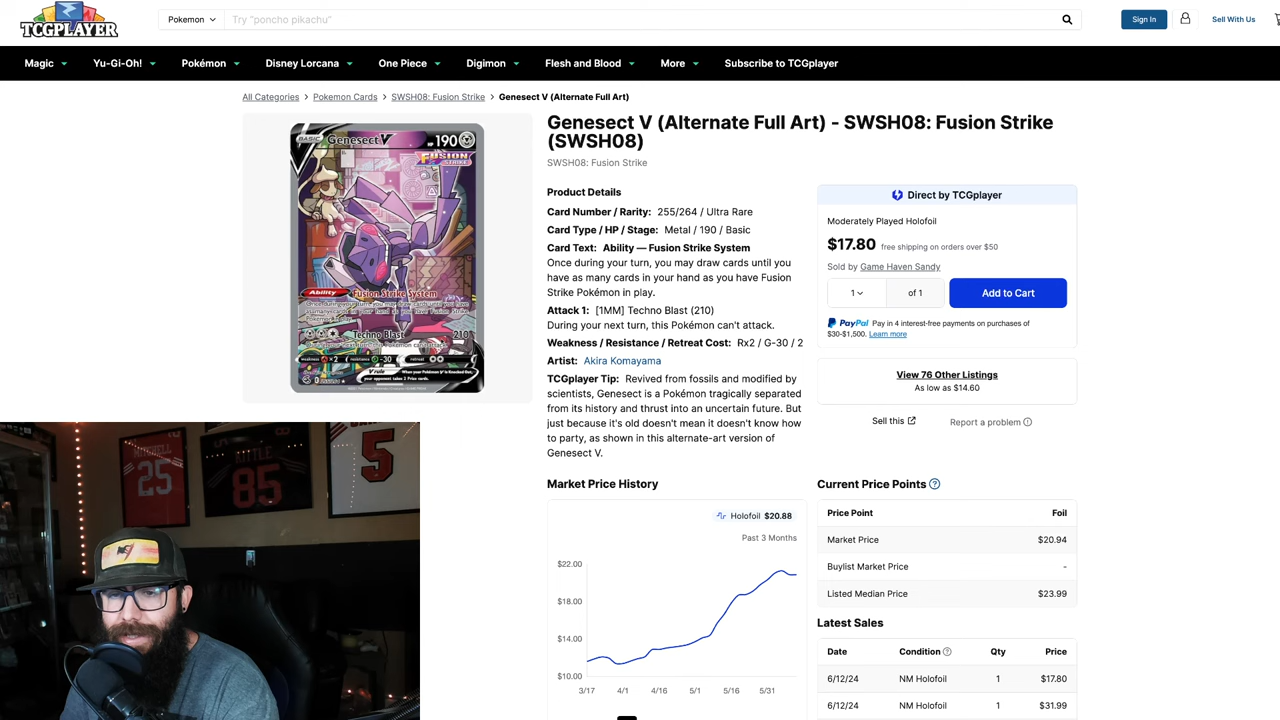 TCGPLAYER
Pokemon
Try "poncho pikachu"
Sign In
Sell With Us
Magic
Yu-Gi-Oh!
Pokémon
Disney Lorcana
One Piece
Digimon
Flesh and Blood
More
Subscribe to TCGplayer
All Categories > Pokemon Cards > SWSH08: Fusion Strike > Genesect V (Alternate Full Art)
BASIC
Genesect V
HP 190
FUSION STRIKE
Ability
Fusion Strike System
Techno Blast
210
weakness ×2 resistance -30 retreat
V rule
Genesect V (Alternate Full Art) - SWSH08: Fusion Strike
(SWSH08)
SWSH08: Fusion Strike
Product Details
Card Number / Rarity: 255/264 / Ultra Rare
Card Type / HP / Stage: Metal / 190 / Basic
Card Text: Ability — Fusion Strike System
Once during your turn, you may draw cards until you
have as many cards in your hand as you have Fusion
Strike Pokémon in play.
Attack 1: [1MM] Techno Blast (210)
During your next turn, this Pokémon can't attack.
Weakness / Resistance / Retreat Cost: Rx2 / G-30 / 2
Artist: Akira Komayama
TCGplayer Tip: Revived from fossils and modified by
scientists, Genesect is a Pokémon tragically separated
from its history and thrust into an uncertain future. But
just because it's old doesn't mean it doesn't know how
to party, as shown in this alternate-art version of
Genesect V.
Direct by TCGplayer
Moderately Played Holofoil
$17.80 free shipping on orders over $50
Sold by Game Haven Sandy
1
of 1
Add to Cart
PayPal Pay in 4 interest-free payments on purchases of
$30-$1,500. Learn more
View 76 Other Listings
As low as $14.60
Sell this
Report a problem
Market Price History
Holofoil $20.88
Past 3 Months
$22.00
$18.00
$14.00
$10.00
3/17
4/1
4/16
5/1
5/16
5/31
Current Price Points
Price Point
Foil
Market Price
$20.94
Buylist Market Price
-
Listed Median Price
$23.99
Latest Sales
Date
Condition
Qty
Price
6/12/24
NM Holofoil
1
$17.80
6/12/24
NM Holofoil
1
$31.99
25
85
5